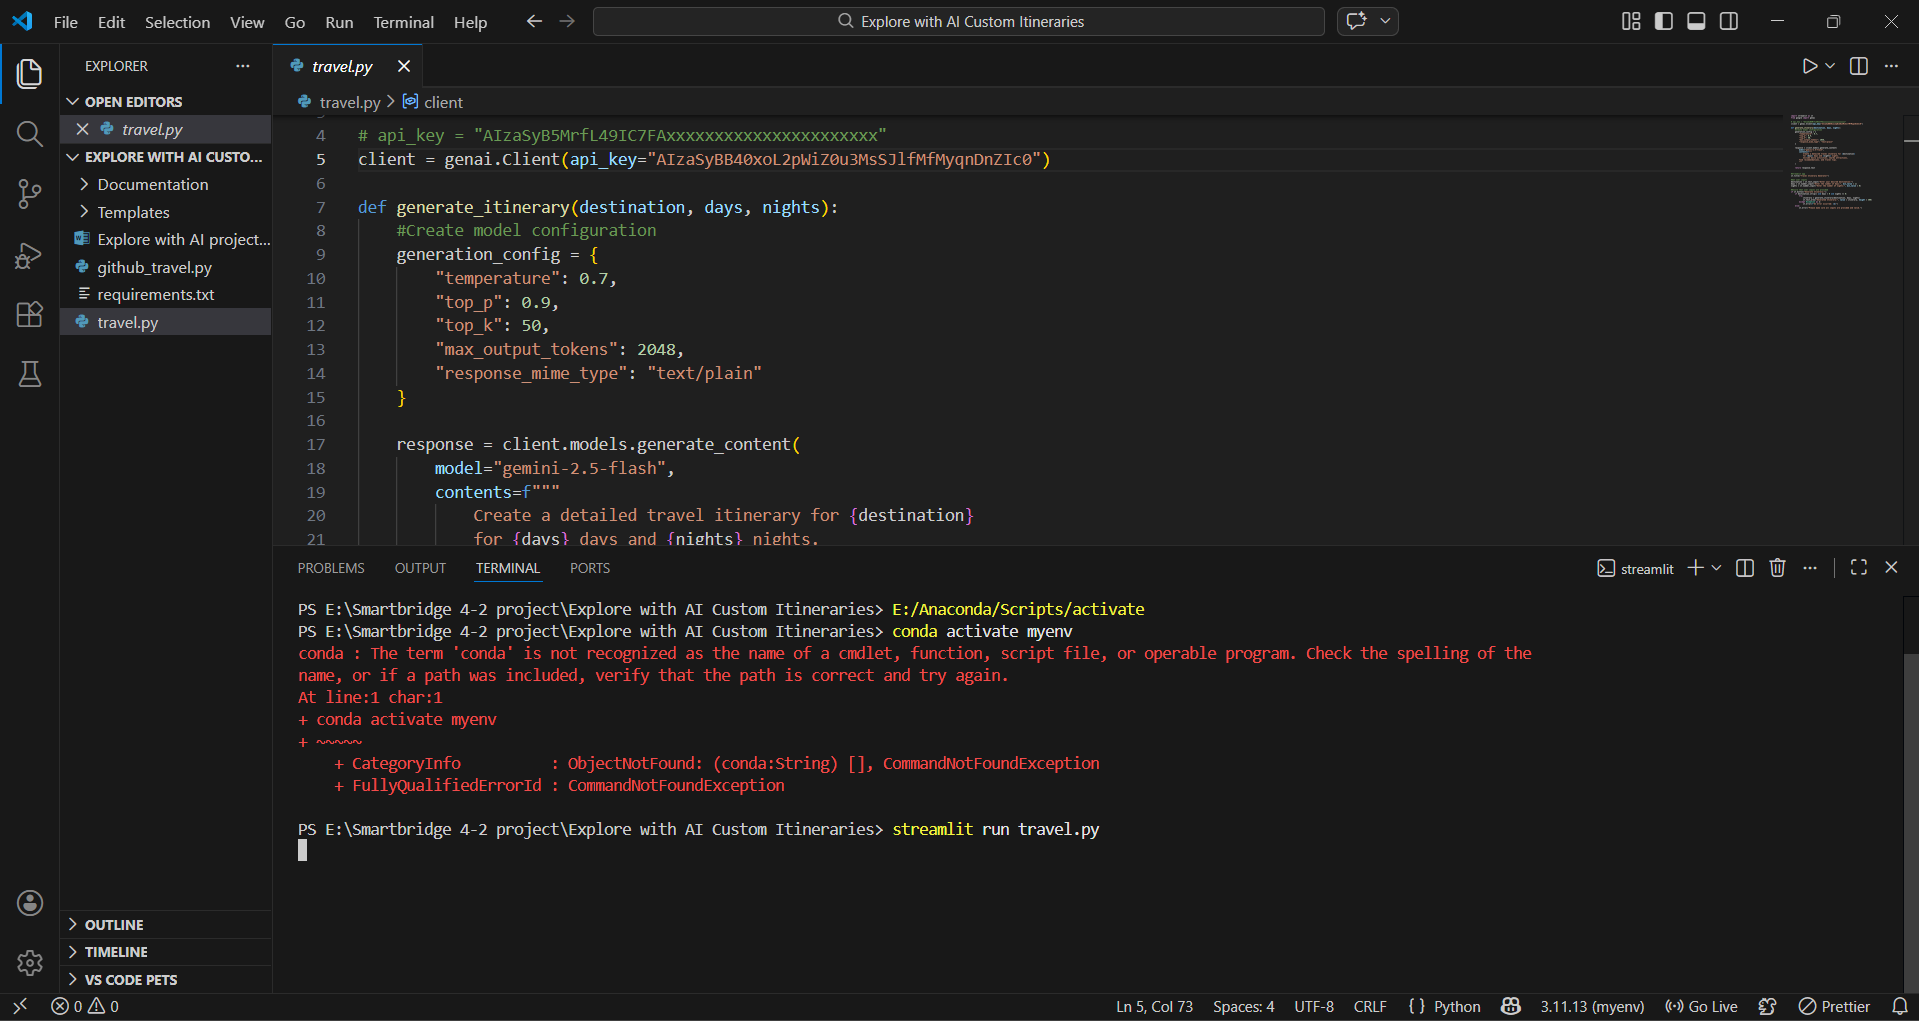 File Edit Selection View Go Run Terminal Help
Explore with AI Custom Itineraries
EXPLORER
OPEN EDITORS
travel.py
EXPLORE WITH AI CUSTO...
Documentation
Templates
Explore with AI project...
github_travel.py
requirements.txt
travel.py
OUTLINE
TIMELINE
VS CODE PETS
travel.py
travel.py > client
4 # api_key = "AIzaSyB5MrfL49IC7FAxxxxxxxxxxxxxxxxxxxxxx"
5 client = genai.Client(api_key="AIzaSyBB40xoL2pWiZ0u3MsSJlfMfMyqnDnZIc0")
6
7 def generate_itinerary(destination, days, nights):
8 #Create model configuration
9 generation_config = {
10 "temperature": 0.7,
11 "top_p": 0.9,
12 "top_k": 50,
13 "max_output_tokens": 2048,
14 "response_mime_type": "text/plain"
15 }
16
17 response = client.models.generate_content(
18 model="gemini-2.5-flash",
19 contents=f"""
20 Create a detailed travel itinerary for {destination}
21 for {days} days and {nights} nights.
PROBLEMS OUTPUT TERMINAL PORTS
streamlit
PS E:\Smartbridge 4-2 project\Explore with AI Custom Itineraries> E:/Anaconda/Scripts/activate
PS E:\Smartbridge 4-2 project\Explore with AI Custom Itineraries> conda activate myenv
conda : The term 'conda' is not recognized as the name of a cmdlet, function, script file, or operable program. Check the spelling of the
name, or if a path was included, verify that the path is correct and try again.
At line:1 char:1
+ conda activate myenv
+ ~~~~~
+ CategoryInfo : ObjectNotFound: (conda:String) [], CommandNotFoundException
+ FullyQualifiedErrorId : CommandNotFoundException
PS E:\Smartbridge 4-2 project\Explore with AI Custom Itineraries> streamlit run travel.py
0 0
Ln 5, Col 73 Spaces: 4 UTF-8 CRLF {} Python 3.11.13 (myenv) Go Live Prettier